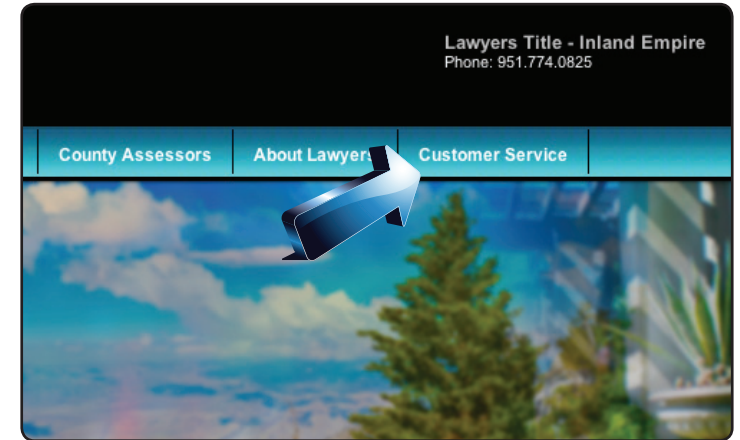 Lawyers Title - Inland Empire
Phone: 951.774.0825
County Assessors About Lawyers Customer Service